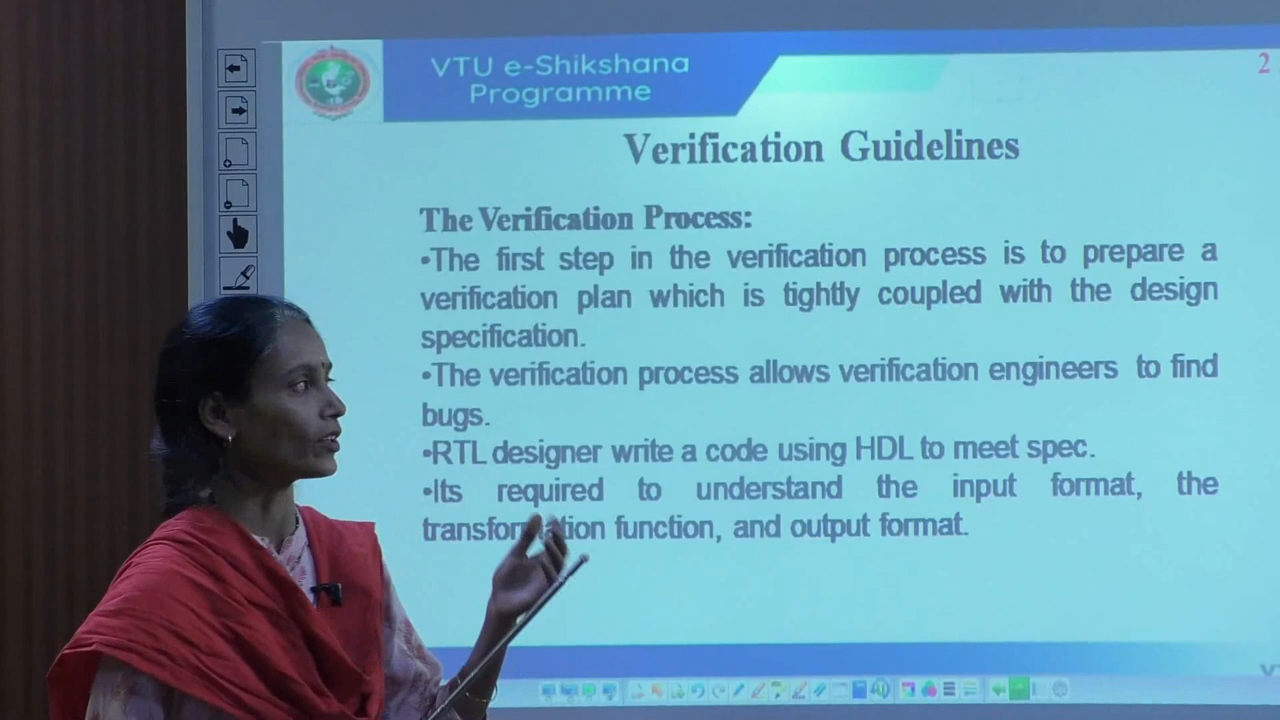 VTU e-Shikshana
Programme
2
Verification Guidelines
The Verification Process:
•The first step in the verification process is to prepare a
verification plan which is tightly coupled with the design
specification.
•The verification process allows verification engineers to find
bugs.
•RTL designer write a code using HDL to meet spec.
•Its required to understand the input format, the
transformation function, and output format.